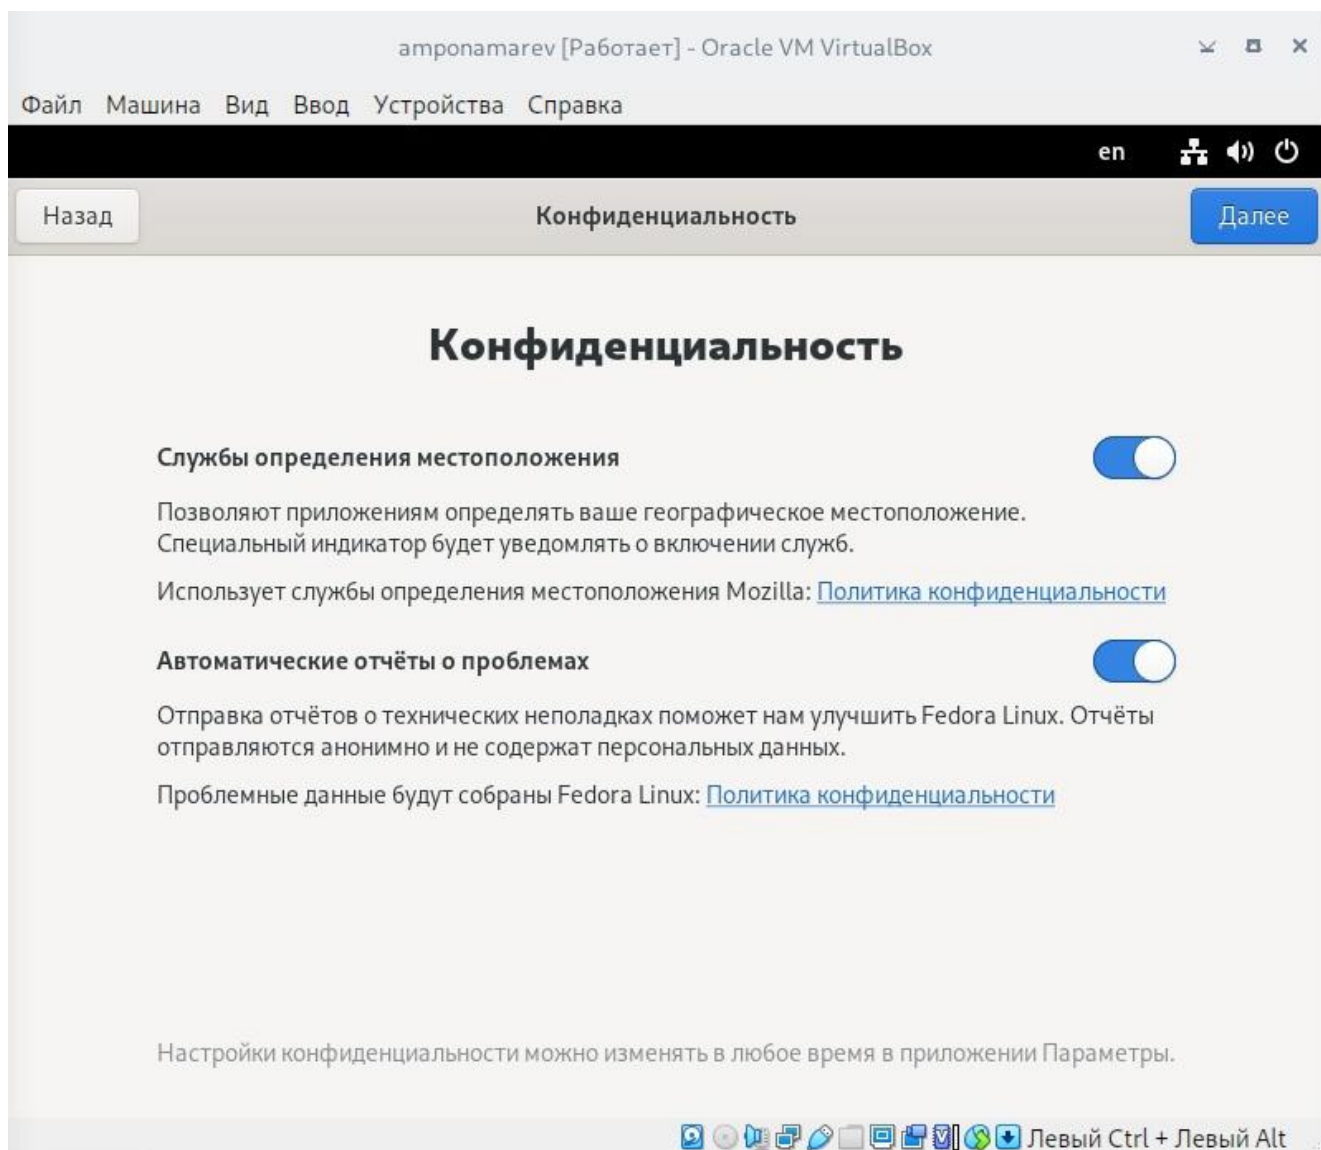 amponamarev [Работает] - Oracle VM VirtualBox
Файл Машина Вид Ввод Устройства Справка
en
Назад
Конфиденциальность
Далее
Конфиденциальность
Службы определения местоположения
Позволяют приложениям определять ваше географическое местоположение.
Специальный индикатор будет уведомлять о включении служб.
Использует службы определения местоположения Mozilla: Политика конфиденциальности
Автоматические отчёты о проблемах
Отправка отчётов о технических неполадках поможет нам улучшить Fedora Linux. Отчёты
отправляются анонимно и не содержат персональных данных.
Проблемные данные будут собраны Fedora Linux: Политика конфиденциальности
Настройки конфиденциальности можно изменять в любое время в приложении Параметры.
Левый Ctrl + Левый Alt